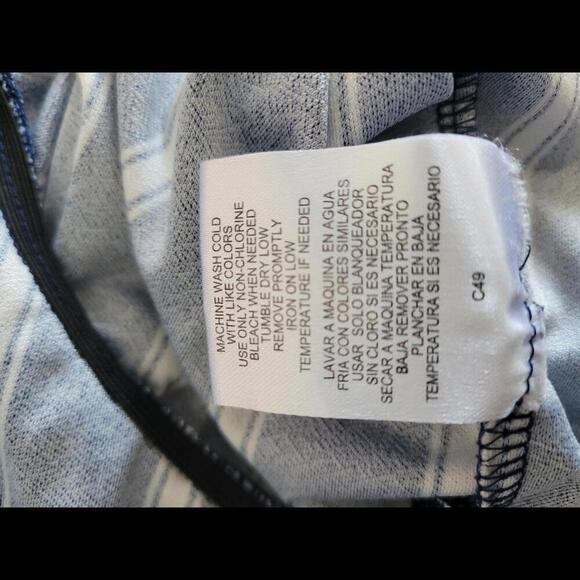 MACHINE WASH COLD
WITH LIKE COLORS
USE ONLY NON-CHLORINE
BLEACH WHEN NEEDED
TUMBLE DRY LOW
REMOVE PROMPTLY
IRON ON LOW
TEMPERATURE IF NEEDED
LAVAR A MAQUINA EN AGUA
FRIA CON COLORES SIMILARES
USAR SOLO BLANQUEADOR
SIN CLORO SI ES NECESARIO
SECAR A MAQUINA TEMPERATURA
BAJA REMOVER PRONTO
PLANCHAR EN BAJA
TEMPERATURA SI ES NECESARIO
C49